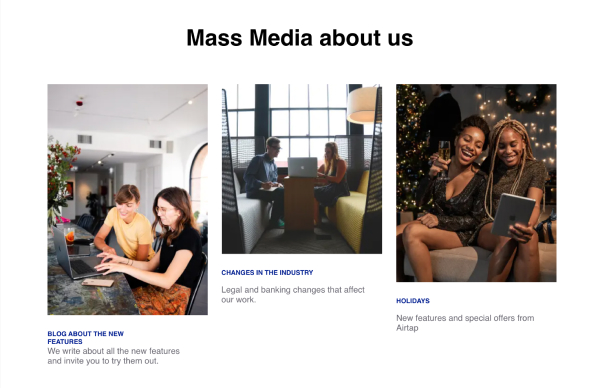 Mass Media about us
BLOG ABOUT THE NEW
FEATURES
We write about all the new features
and invite you to try them out.
CHANGES IN THE INDUSTRY
Legal and banking changes that affect
our work.
HOLIDAYS
New features and special offers from
Airtap